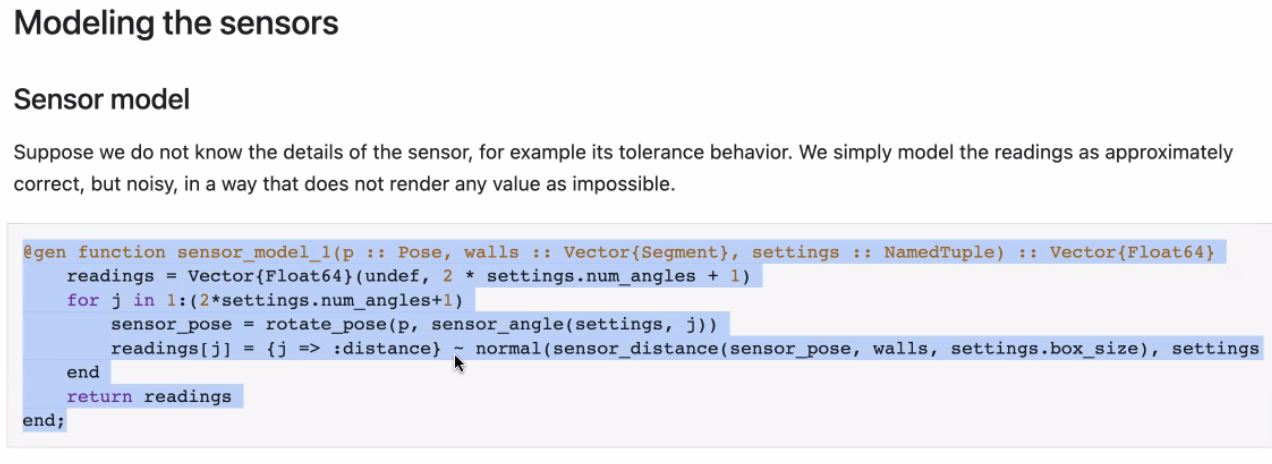 Modeling the sensors
Sensor model
Suppose we do not know the details of the sensor, for example its tolerance behavior. We simply model the readings as approximately
correct, but noisy, in a way that does not render any value as impossible.
@gen function sensor_model_1(p :: Pose, walls :: Vector{Segment}, settings :: NamedTuple) :: Vector{Float64}
    readings = Vector{Float64}(undef, 2 * settings.num_angles + 1)
    for j in 1:(2*settings.num_angles+1)
        sensor_pose = rotate_pose(p, sensor_angle(settings, j))
        readings[j] = {j => :distance} ~ normal(sensor_distance(sensor_pose, walls, settings.box_size), settings
    end
    return readings
end;